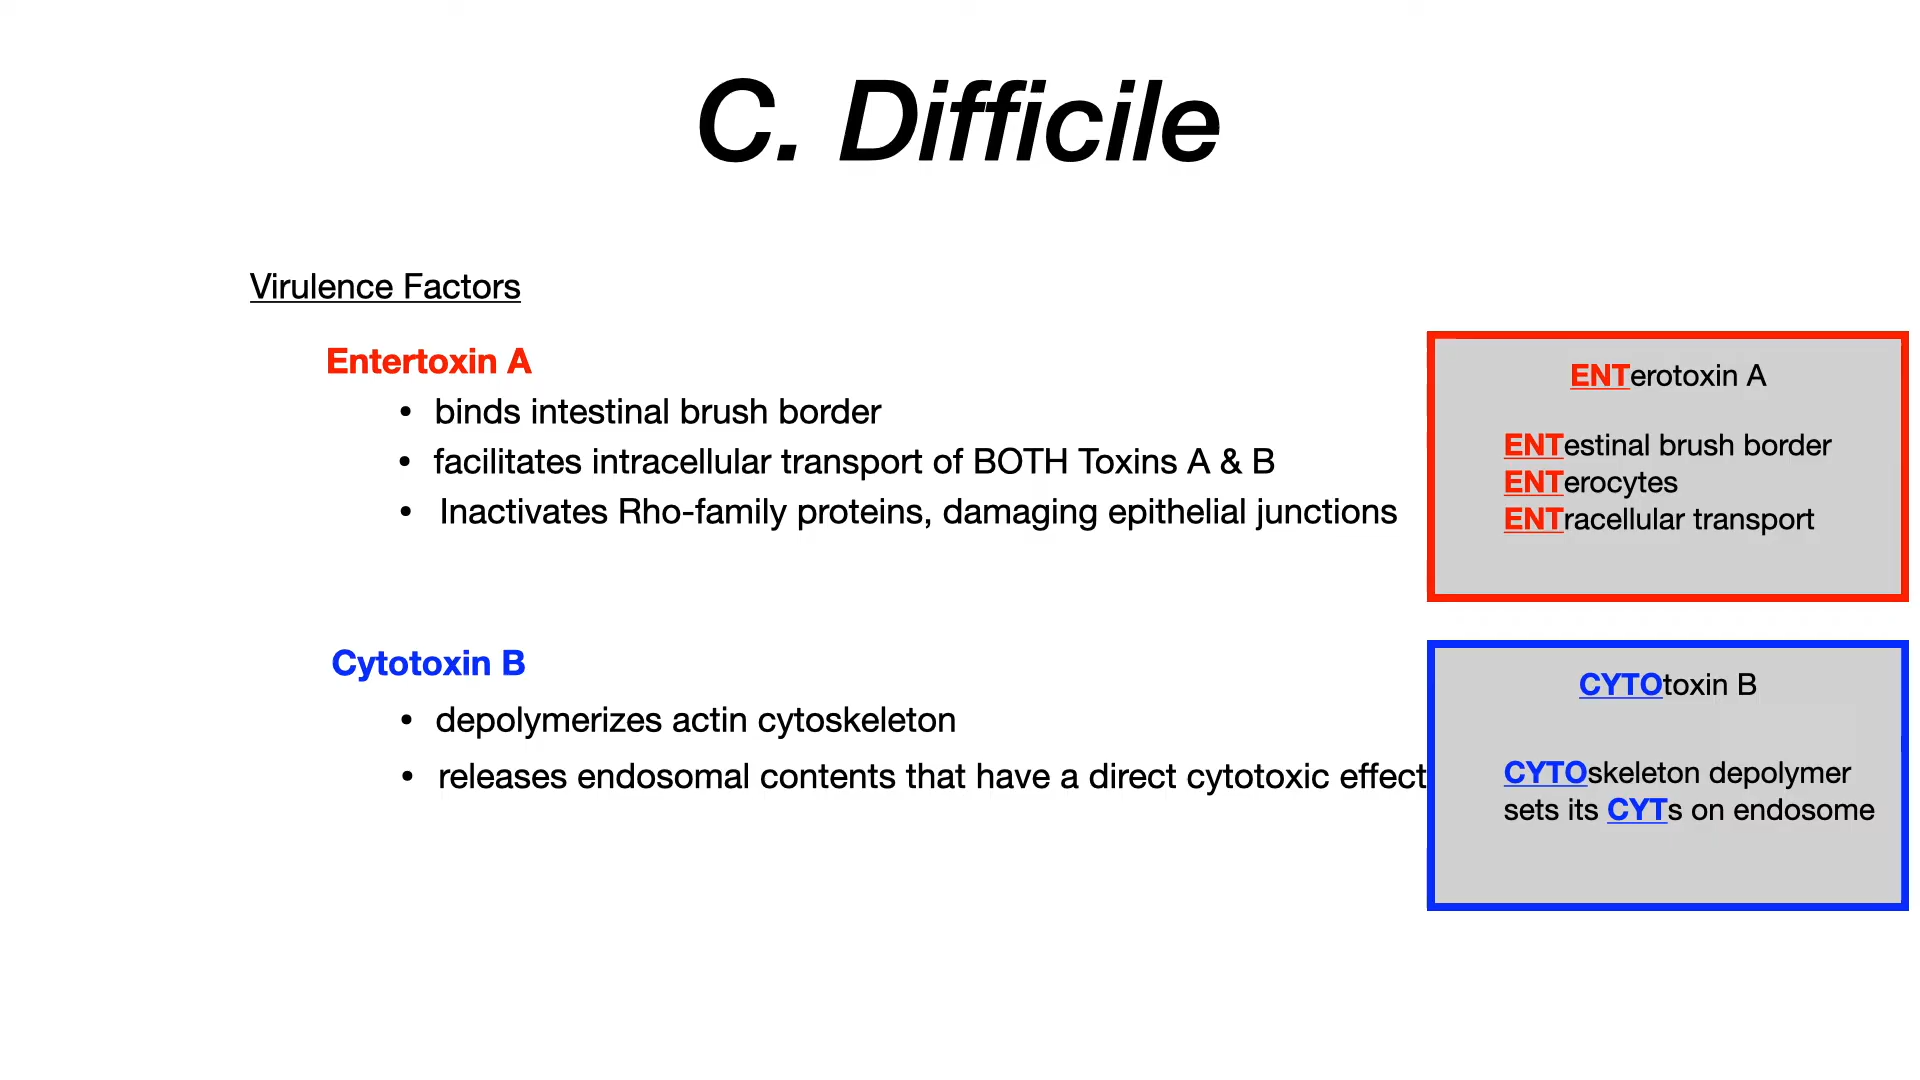 C. Difficile
Virulence Factors
Entertoxin A
• binds intestinal brush border
• facilitates intracellular transport of BOTH Toxins A & B
• Inactivates Rho-family proteins, damaging epithelial junctions
ENTerotoxin A
ENTestinal brush border
ENTerocytes
ENTracellular transport
Cytotoxin B
• depolymerizes actin cytoskeleton
• releases endosomal contents that have a direct cytotoxic effect
CYTOtoxin B
CYTOskeleton depolymer
sets its CYTs on endosome